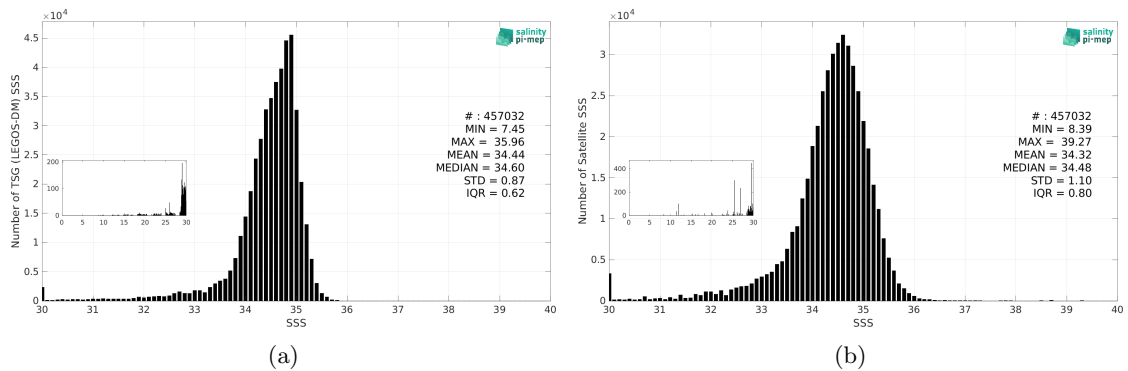 ×10⁴
4.5
4
3.5
3
2.5
2
1.5
1
0.5
0
Number of TSG (LEGOS-DM) SSS
salinity
pi-mep
# : 457032
MIN = 7.45
MAX = 35.96
MEAN = 34.44
MEDIAN = 34.60
STD = 0.87
IQR = 0.62
200
100
0
0 5 10 15 20 25 30
30 31 32 33 34 35 36 37 38 39 40
SSS
(a)
×10⁴
3
2.5
2
1.5
1
0.5
0
Number of Satellite SSS
salinity
pi-mep
# : 457032
MIN = 8.39
MAX = 39.27
MEAN = 34.32
MEDIAN = 34.48
STD = 1.10
IQR = 0.80
400
200
0
0 5 10 15 20 25 30
30 31 32 33 34 35 36 37 38 39 40
SSS
(b)